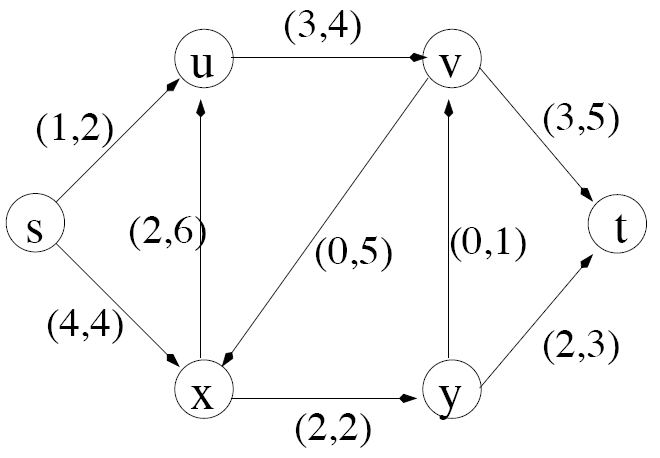 (3,4)
u
v
(1,2)
(3,5)
s
(2,6)
(0,5)
(0,1)
t
(4,4)
(2,3)
x
y
(2,2)